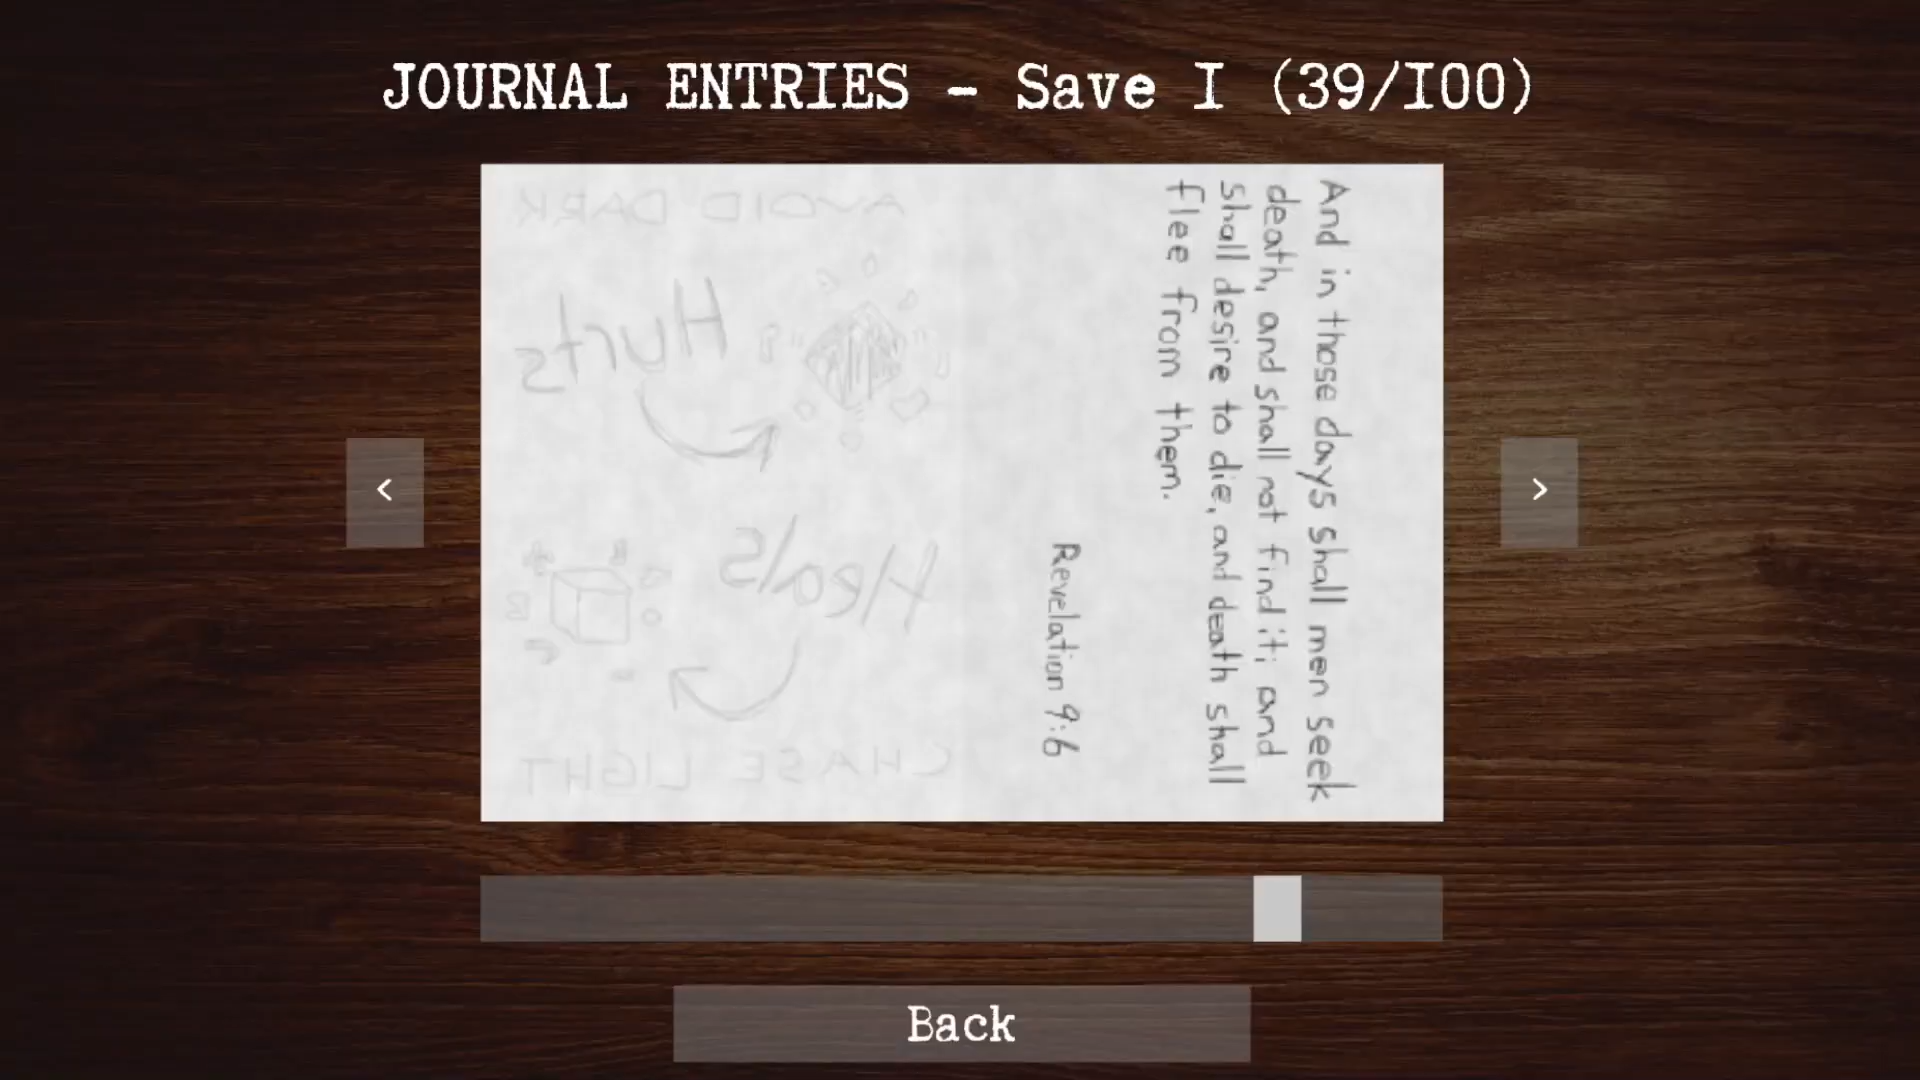 JOURNAL ENTRIES - Save I (39/I00)
AVOID DARK
Hurts
Heals
CHASE LIGHT
And in those days shall men seek
death, and shall not find it; and
shall desire to die, and death shall
flee from them.
Revelation 9:6
<
>
Back